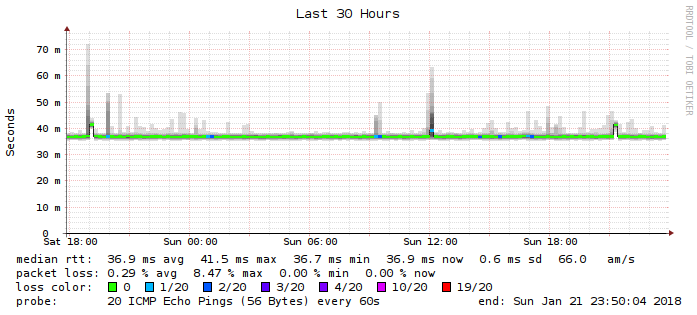 Last 30 Hours
RRDTOOL / TOBI OETIKER
Seconds
70 m
60 m
50 m
40 m
30 m
20 m
10 m
0
Sat 18:00 Sun 00:00 Sun 06:00 Sun 12:00 Sun 18:00
median rtt: 36.9 ms avg 41.5 ms max 36.7 ms min 36.9 ms now 0.6 ms sd 66.0 am/s
packet loss: 0.29 % avg 8.47 % max 0.00 % min 0.00 % now
loss color: 0 1/20 2/20 3/20 4/20 10/20 19/20
probe: 20 ICMP Echo Pings (56 Bytes) every 60s end: Sun Jan 21 23:50:04 2018